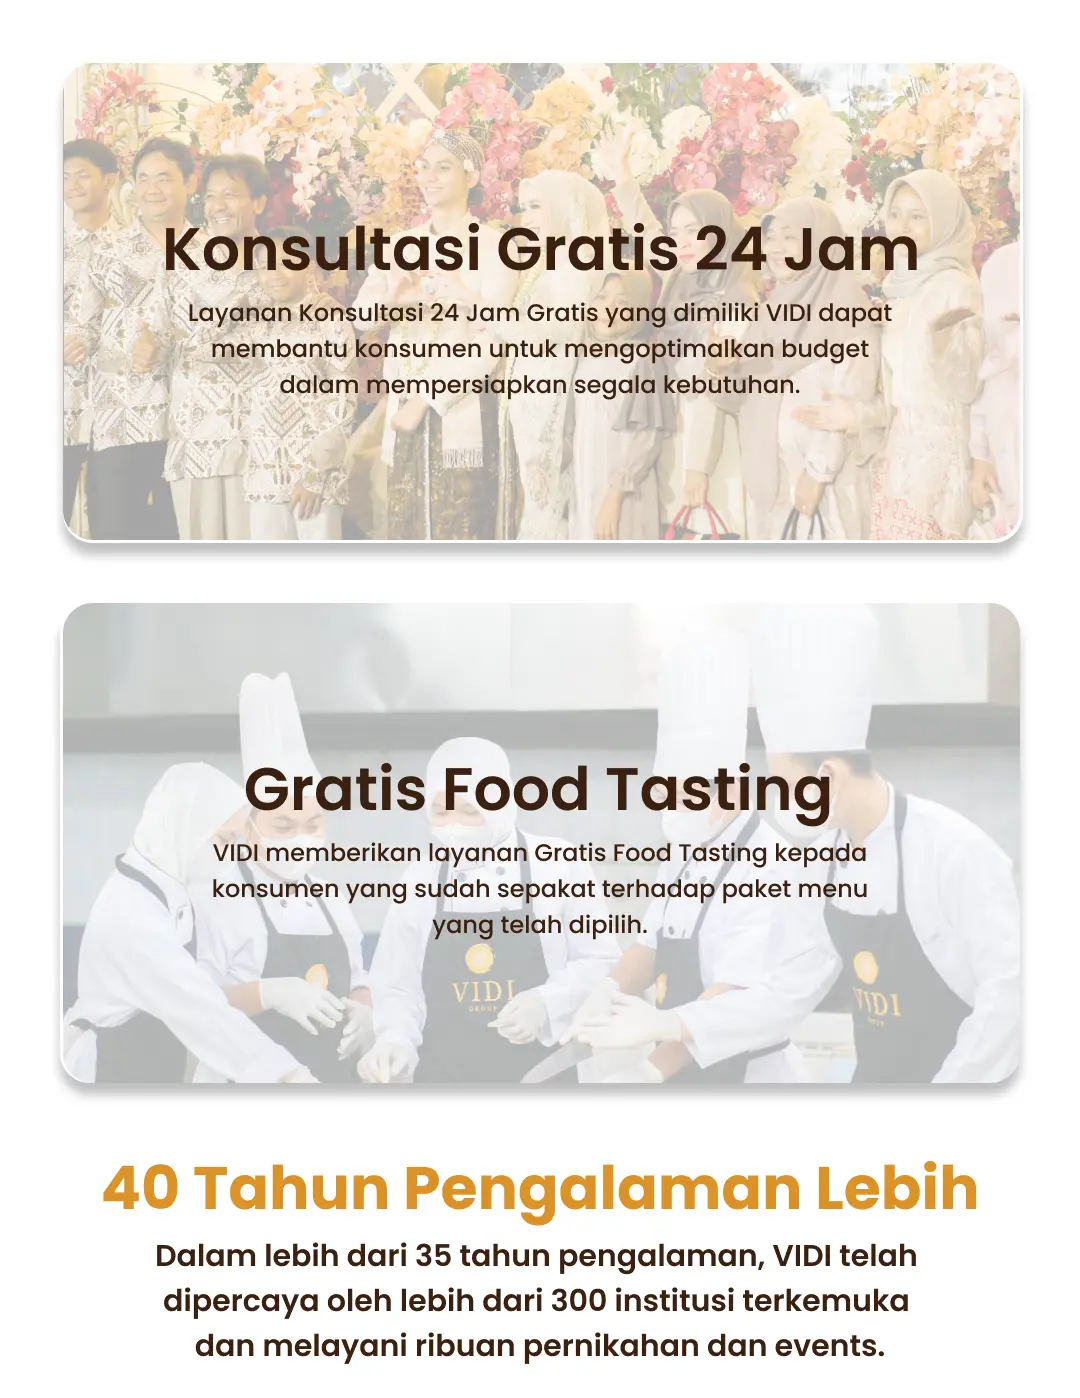 Konsultasi Gratis 24 Jam
Layanan Konsultasi 24 Jam Gratis yang dimiliki VIDI dapat
membantu konsumen untuk mengoptimalkan budget
dalam mempersiapkan segala kebutuhan.
Gratis Food Tasting
VIDI memberikan layanan Gratis Food Tasting kepada
konsumen yang sudah sepakat terhadap paket menu
yang telah dipilih.
VIDI
GROUP
VIDI
40 Tahun Pengalaman Lebih
Dalam lebih dari 35 tahun pengalaman, VIDI telah
dipercaya oleh lebih dari 300 institusi terkemuka
dan melayani ribuan pernikahan dan events.